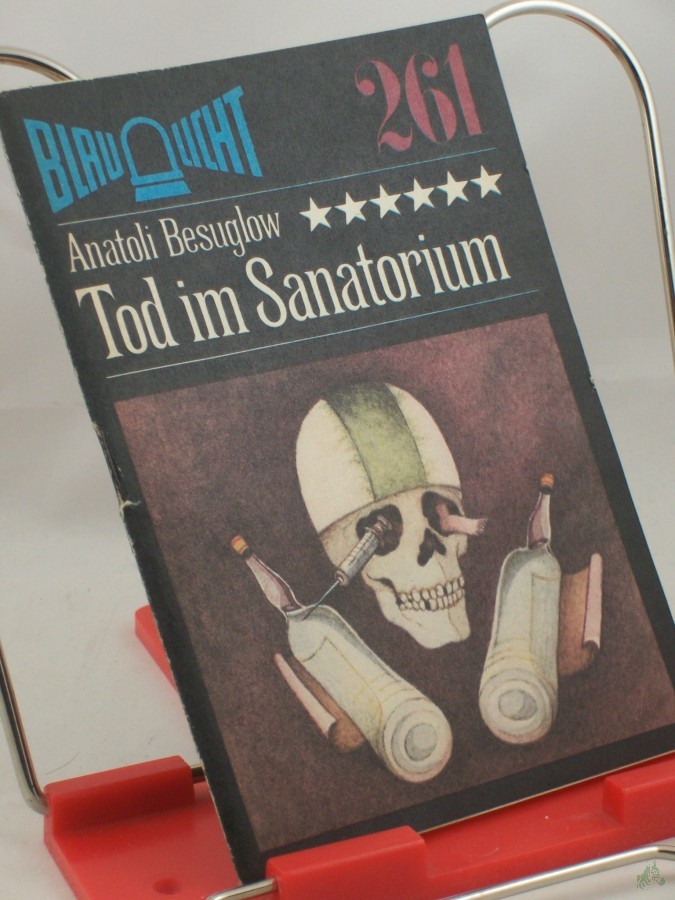 BLAULICHT
261
Anatoli Besuglow
Tod im Sanatorium